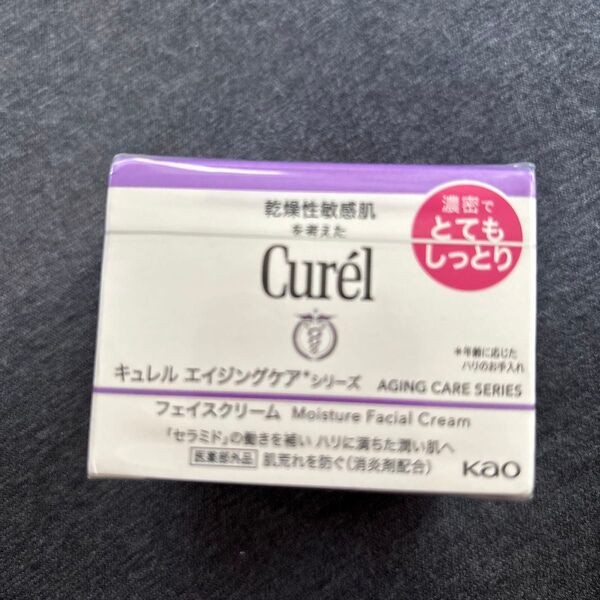 乾燥性敏感肌
を考えた
Curél
濃密で
とても
しっとり
*年齢に応じた
ハリのお手入れ
キュレル エイジングケア*シリーズ AGING CARE SERIES
フェイスクリーム Moisture Facial Cream
「セラミド」の働きを補い ハリに満ちた潤い肌へ
医薬部外品 肌荒れを防ぐ(消炎剤配合)
Kao